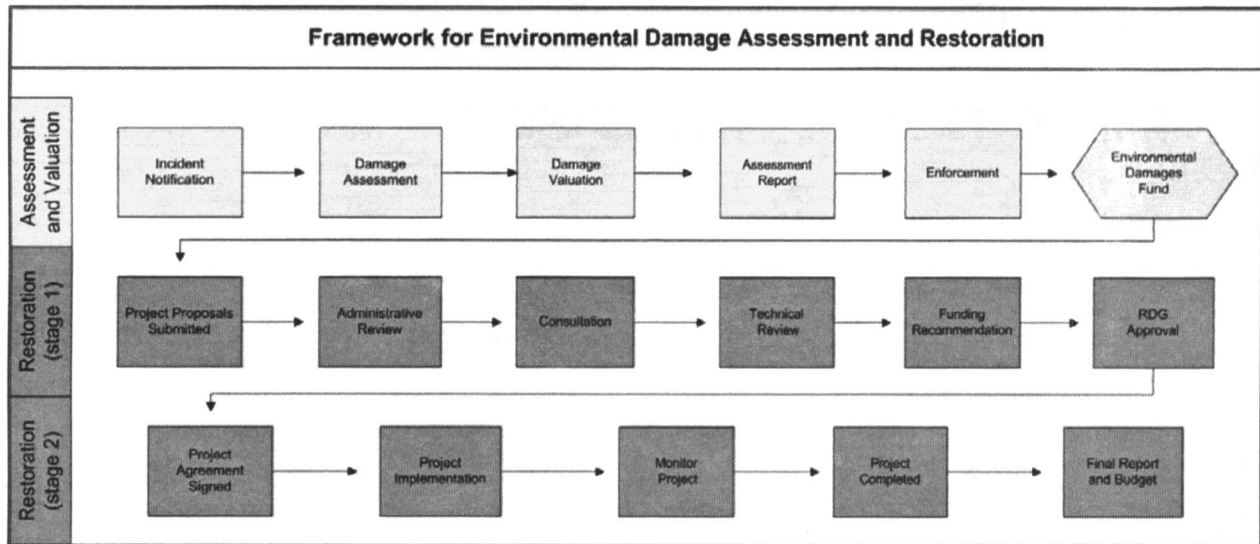 Framework for Environmental Damage Assessment and Restoration
Assessment
and Valuation
Incident
Notification
Damage
Assessment
Damage
Valuation
Assessment
Report
Enforcement
Environmental
Damages
Fund
Restoration
(stage 1)
Project Proposals
Submitted
Administrative
Review
Consultation
Technical
Review
Funding
Recommendation
RDG
Approval
Restoration
(stage 2)
Project
Agreement
Signed
Project
Implementation
Monitor
Project
Project
Completed
Final Report
and Budget